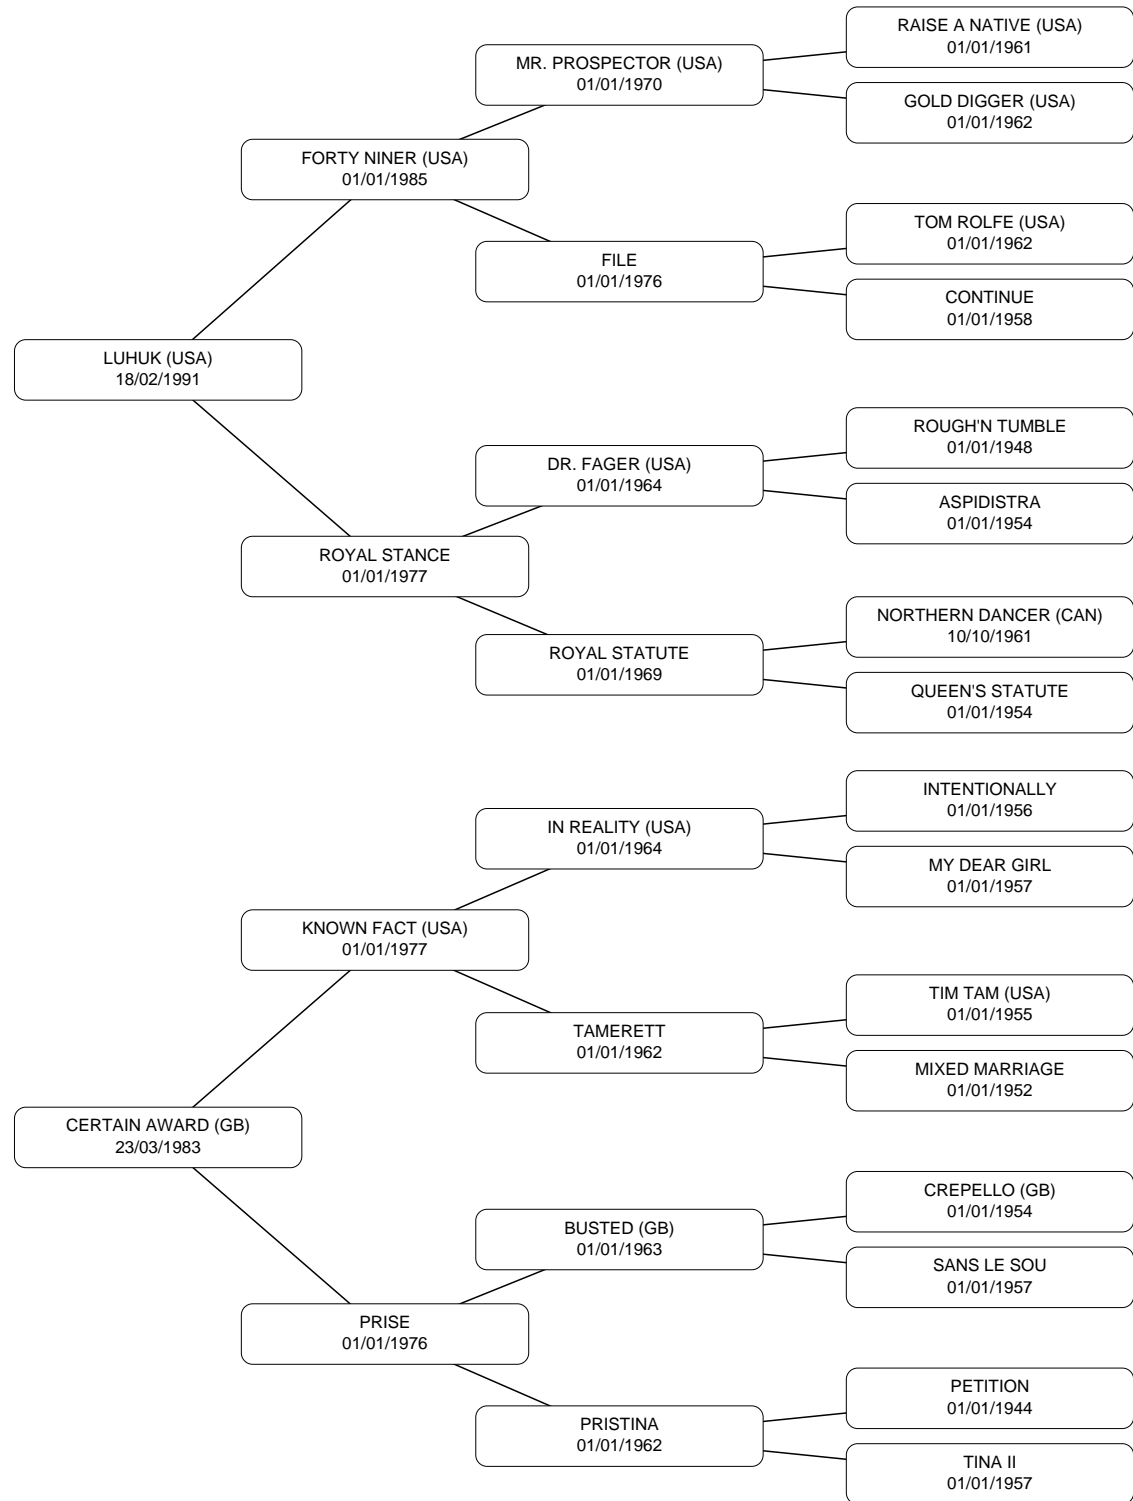 RAISE A NATIVE (USA)
01/01/1961
MR. PROSPECTOR (USA)
01/01/1970
GOLD DIGGER (USA)
01/01/1962
FORTY NINER (USA)
01/01/1985
TOM ROLFE (USA)
01/01/1962
FILE
01/01/1976
CONTINUE
01/01/1958
LUHUK (USA)
18/02/1991
ROUGH'N TUMBLE
01/01/1948
DR. FAGER (USA)
01/01/1964
ASPIDISTRA
01/01/1954
ROYAL STANCE
01/01/1977
NORTHERN DANCER (CAN)
10/10/1961
ROYAL STATUTE
01/01/1969
QUEEN'S STATUTE
01/01/1954
INTENTIONALLY
01/01/1956
IN REALITY (USA)
01/01/1964
MY DEAR GIRL
01/01/1957
KNOWN FACT (USA)
01/01/1977
TIM TAM (USA)
01/01/1955
TAMERETT
01/01/1962
MIXED MARRIAGE
01/01/1952
CERTAIN AWARD (GB)
23/03/1983
CREPELLO (GB)
01/01/1954
BUSTED (GB)
01/01/1963
SANS LE SOU
01/01/1957
PRISE
01/01/1976
PETITION
01/01/1944
PRISTINA
01/01/1962
TINA II
01/01/1957